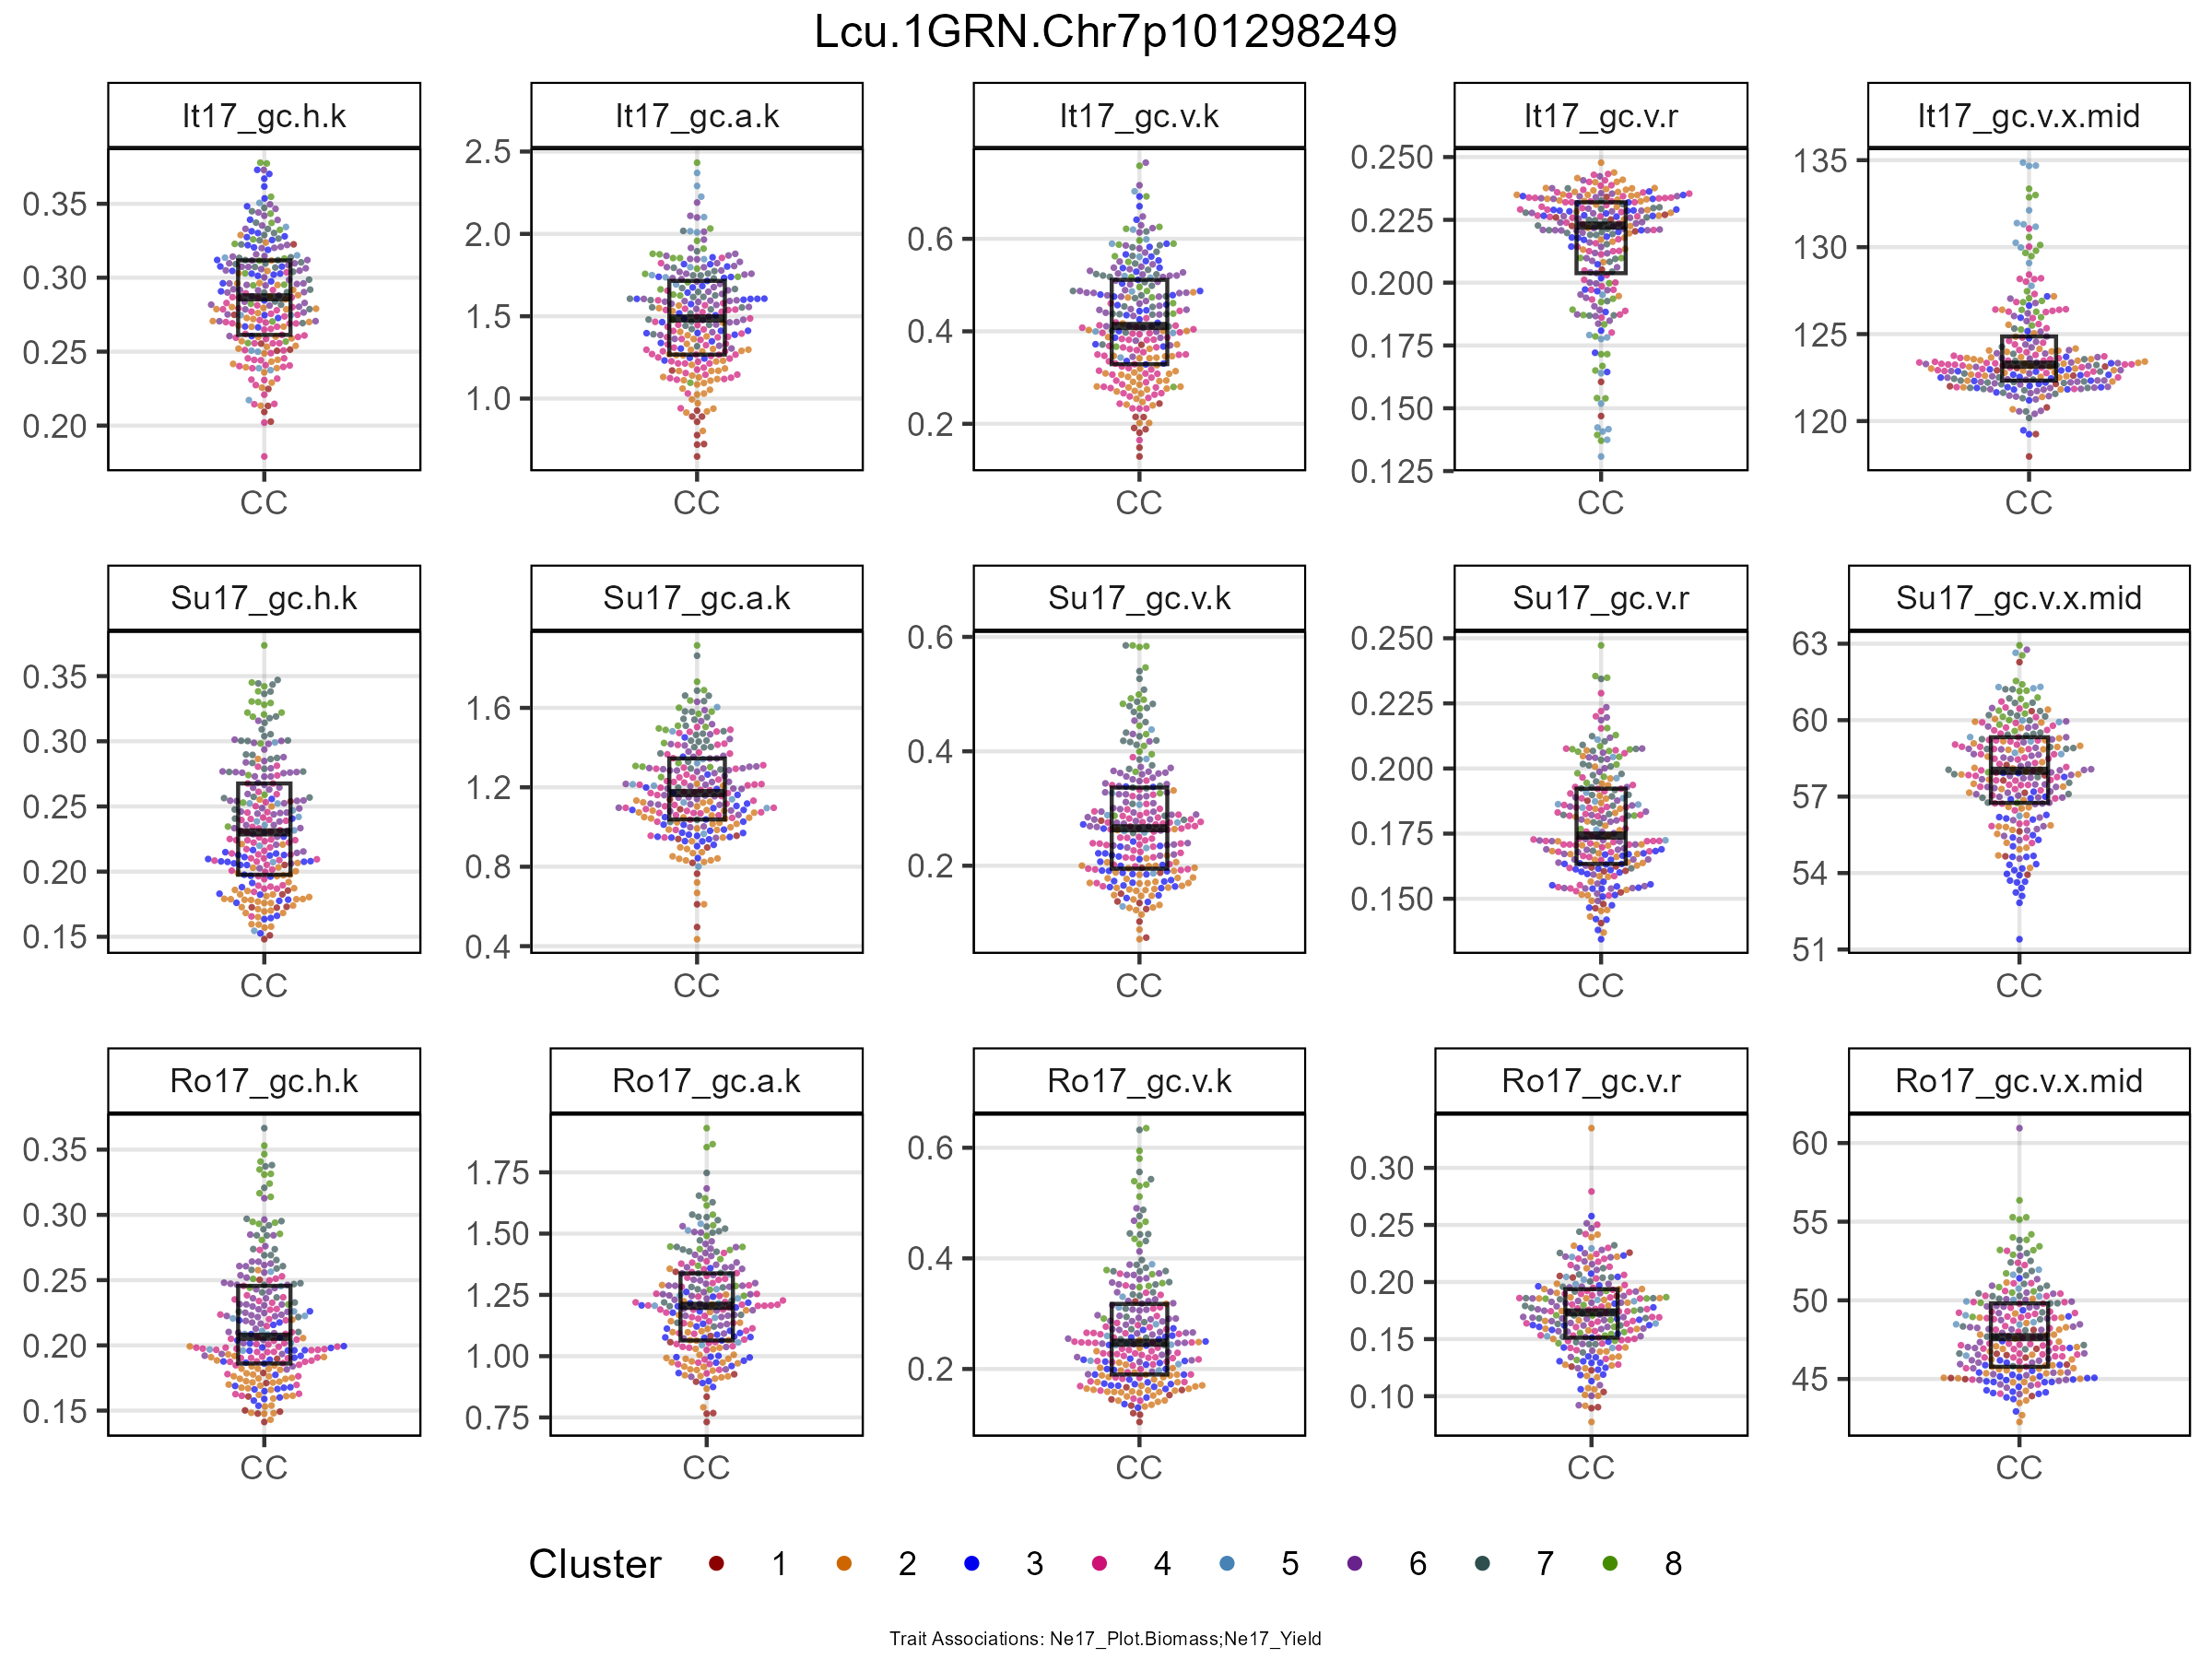 Lcu.1GRN.Chr7p101298249
It17_gc.h.k It17_gc.a.k It17_gc.v.k It17_gc.v.r It17_gc.v.x.mid
0.35 0.30 0.25 0.20
2.5 2.0 1.5 1.0
0.6 0.4 0.2
0.250 0.225 0.200 0.175 0.150 0.125
135 130 125 120
CC CC CC CC CC
Su17_gc.h.k Su17_gc.a.k Su17_gc.v.k Su17_gc.v.r Su17_gc.v.x.mid
0.35 0.30 0.25 0.20 0.15
1.6 1.2 0.8 0.4
0.6 0.4 0.2
0.250 0.225 0.200 0.175 0.150
63 60 57 54 51
CC CC CC CC CC
Ro17_gc.h.k Ro17_gc.a.k Ro17_gc.v.k Ro17_gc.v.r Ro17_gc.v.x.mid
0.35 0.30 0.25 0.20 0.15
1.75 1.50 1.25 1.00 0.75
0.6 0.4 0.2
0.30 0.25 0.20 0.15 0.10
60 55 50 45
CC CC CC CC CC
Cluster 1 2 3 4 5 6 7 8
Trait Associations: Ne17_Plot.Biomass;Ne17_Yield